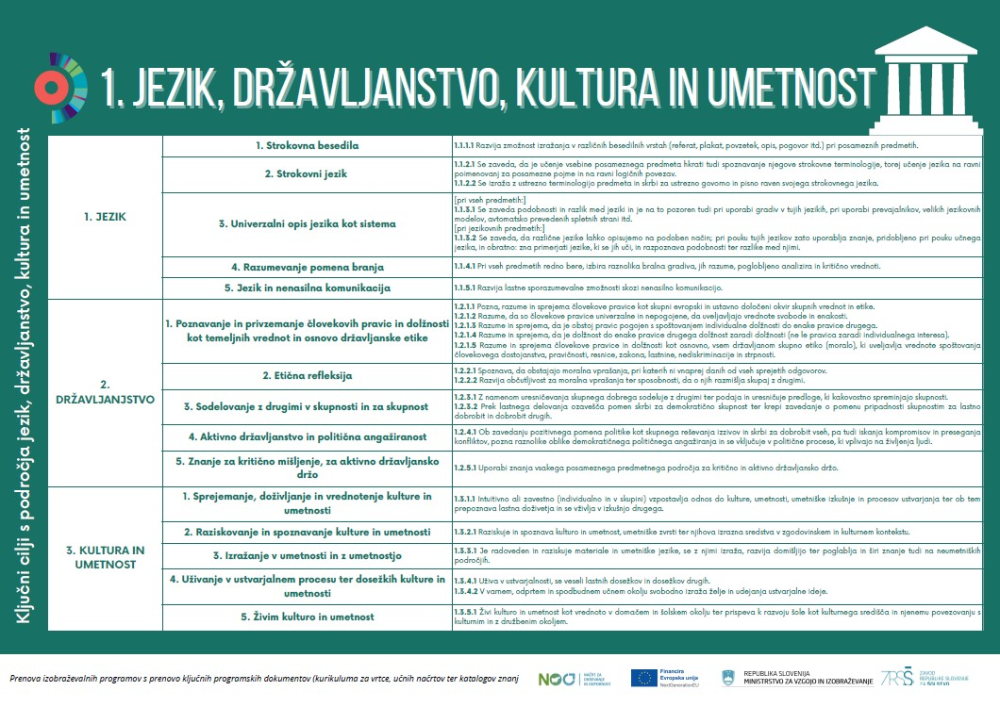 1. JEZIK, DRŽAVLJANSTVO, KULTURA IN UMETNOST
Ključni cilji s področja jezik, državljanstvo, kultura in umetnost
1. JEZIK
1. Strokovna besedila
1.1.1.1 Razvija zmožnost izražanja v različnih besedilnih vrstah (referat, plakat, povzetek, opis, pogovor itd.) pri posameznih predmetih.
2. Strokovni jezik
1.1.2.1 Se zaveda, da je učenje vsebine posameznega predmeta hkrati tudi spoznavanje njegove strokovne terminologije, torej učenje jezika na ravni
poimenovanj za posamezne pojme in na ravni logičnih povezav.
1.1.2.2 Se izraža z ustrezno terminologijo predmeta in skrbi za ustrezno govorno in pisno raven svojega strokovnega jezika.
3. Univerzalni opis jezika kot sistema
[pri vseh predmetih:]
1.1.3.1 Se zaveda podobnosti in razlik med jeziki in je na to pozoren tudi pri uporabi gradiv v tujih jezikih, pri uporabi prevajalnikov, velikih jezikovnih
modelov, avtomatsko prevedenih spletnih strani itd.
[pri jezikovnih predmetih:]
1.1.3.2 Se zaveda, da različne jezike lahko opisujemo na podoben način; pri pouku tujih jezikov zato uporablja znanje, pridobljeno pri pouku učnega
jezika, in obratno: zna primerjati jezike, ki se jih uči, in razpoznava podobnosti ter razlike med njimi.
4. Razumevanje pomena branja
1.1.4.1 Pri vseh predmetih redno bere, izbira raznolika bralna gradiva, jih razume, poglobljeno analizira in kritično vrednoti.
5. Jezik in nenasilna komunikacija
1.1.5.1 Razvija lastne sporazumevalne zmožnosti skozi nenasilno komunikacijo.
2.
DRŽAVLJANJSTVO
1. Poznavanje in privzemanje človekovih pravic in dolžnosti
kot temeljnih vrednot in osnovo državljanske etike
1.2.1.1 Pozna, razume in sprejema človekove pravice kot skupni evropski in ustavno določeni okvir skupnih vrednot in etike.
1.2.1.2 Razume, da so človekove pravice univerzalne in nepogojene, da uveljavljajo vrednote svobode in enakosti.
1.2.1.3 Razume in sprejema, da je obstoj pravic pogojen s spoštovanjem individualne dolžnosti do enake pravice drugega.
1.2.1.4 Razume in sprejema, da je dolžnost do enake pravice drugega dolžnost zaradi dolžnosti (ne le pravica zaradi individualnega interesa).
1.2.1.5 Razume in sprejema človekove pravice in dolžnosti kot osnovno, vsem državljanom skupno etiko (moralo), ki uveljavlja vrednote spoštovanja
človekovega dostojanstva, pravičnosti, resnice, zakona, lastnine, nediskriminacije in strpnosti.
2. Etična refleksija
1.2.2.1 Spoznava, da obstajajo moralna vprašanja, pri katerih ni vnaprej danih od vseh sprejetih odgovorov.
1.2.2.2 Razvija občutljivost za moralna vprašanja ter sposobnosti, da o njih razmišlja skupaj z drugimi.
3. Sodelovanje z drugimi v skupnosti in za skupnost
1.2.3.1 Z namenom uresničevanja skupnega dobrega sodeluje z drugimi ter podaja in uresničuje predloge, ki kakovostno spreminjajo skupnosti.
1.2.3.2 Prek lastnega delovanja ozavešča pomen skrbi za demokratično skupnost ter krepi zavedanje o pomenu pripadnosti skupnostim za lastno
dobrobit in dobrobit drugih.
4. Aktivno državljanstvo in politična angažiranost
1.2.4.1 Ob zavedanju pozitivnega pomena politike kot skupnega reševanja izzivov in skrbi za dobrobit vseh, pa tudi iskanja kompromisov in preseganja
konfliktov, pozna raznolike oblike demokratičnega političnega angažiranja in se vključuje v politične procese, ki vplivajo na življenja ljudi.
5. Znanje za kritično mišljenje, za aktivno državljansko
držo
1.2.5.1 Uporabi znanja vsakega posameznega predmetnega področja za kritično in aktivno državljansko držo.
3. KULTURA IN
UMETNOST
1. Sprejemanje, doživljanje in vrednotenje kulture in
umetnosti
1.3.1.1 Intuitivno ali zavestno (individualno in v skupini) vzpostavlja odnos do kulture, umetnosti, umetniške izkušnje in procesov ustvarjanja ter ob tem
prepoznava lastna doživetja in se vživlja v izkušnjo drugega.
2. Raziskovanje in spoznavanje kulture in umetnosti
1.3.2.1 Raziskuje in spoznava kulturo in umetnost, umetniške zvrsti ter njihova izrazna sredstva v zgodovinskem in kulturnem kontekstu.
3. Izražanje v umetnosti in z umetnostjo
1.3.3.1 Je radoveden in raziskuje materiale in umetniške jezike, se z njimi izraža, razvija domišljijo ter poglablja in širi znanje tudi na neumetniških
področjih.
4. Uživanje v ustvarjalnem procesu ter dosežkih kulture in
umetnosti
1.3.4.1 Uživa v ustvarjalnosti, se veseli lastnih dosežkov in dosežkov drugih.
1.3.4.2 V varnem, odprtem in spodbudnem učnem okolju svobodno izraža želje in udejanja ustvarjalne ideje.
5. Živim kulturo in umetnost
1.3.5.1 Živi kulturo in umetnost kot vrednoto v domačem in šolskem okolju ter prispeva k razvoju šole kot kulturnega središča in njenemu povezovanju s
kulturnim in z družbenim okoljem.
Prenova izobraževalnih programov s prenovo ključnih programskih dokumentov (kurikuluma za vrtce, učnih načrtov ter katalogov znanj
NOO NAČRT ZA
OKREVANJE
IN ODPORNOST
Financira
Evropska unija
NextGenerationEU
REPUBLIKA SLOVENIJA
MINISTRSTVO ZA VZGOJO IN IZOBRAŽEVANJE
ZRSŠ ZAVOD
REPUBLIKE SLOVENIJE
ZA ŠOLSTVO